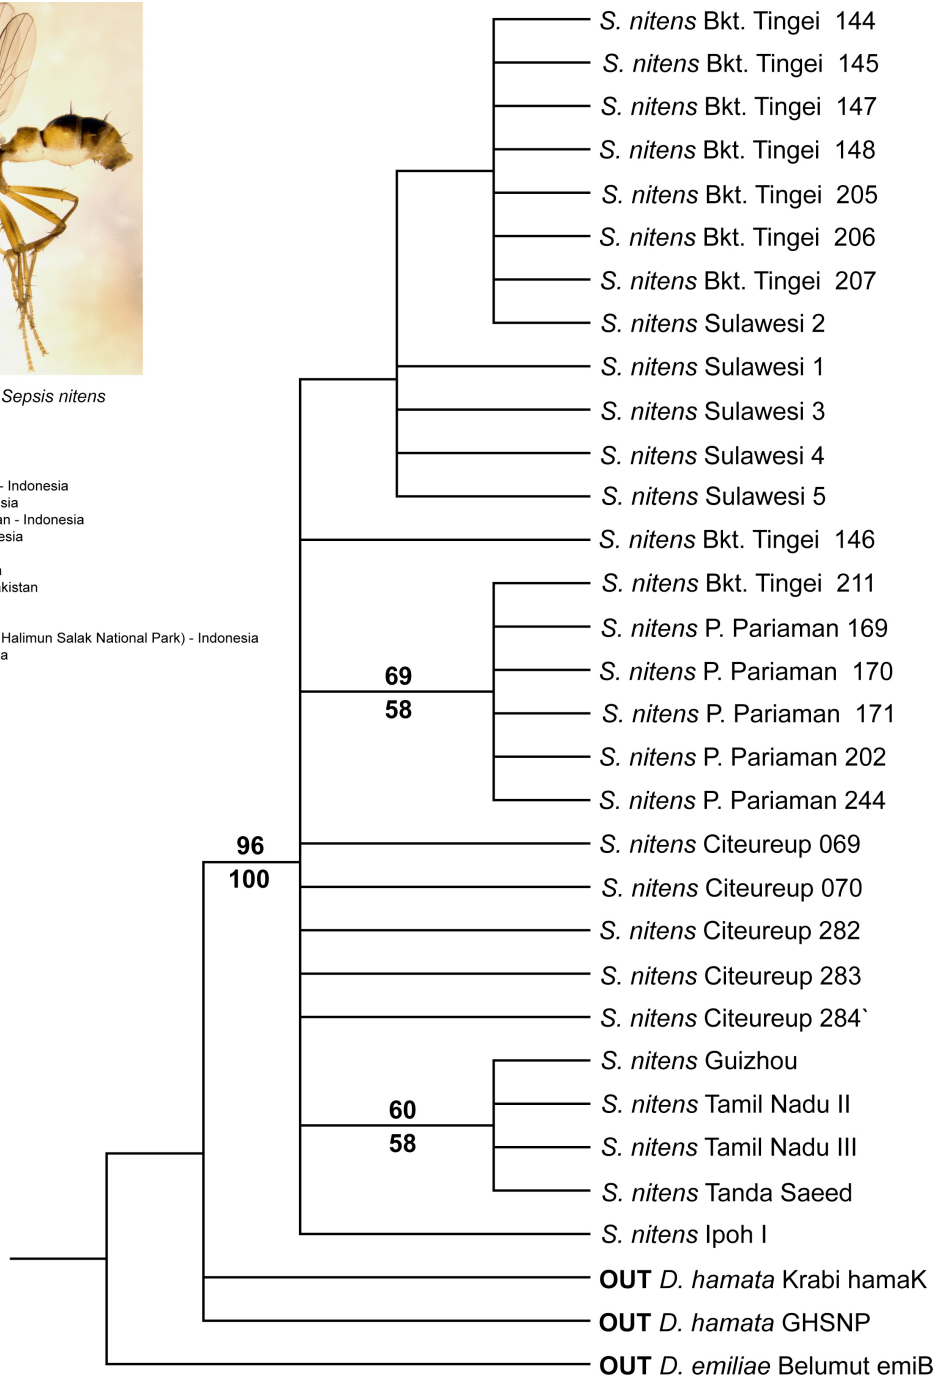 S. nitens Bkt. Tingei 144
S. nitens Bkt. Tingei 145
S. nitens Bkt. Tingei 147
S. nitens Bkt. Tingei 148
S. nitens Bkt. Tingei 205
S. nitens Bkt. Tingei 206
S. nitens Bkt. Tingei 207
S. nitens Sulawesi 2
S. nitens Sulawesi 1
S. nitens Sulawesi 3
S. nitens Sulawesi 4
S. nitens Sulawesi 5
S. nitens Bkt. Tingei 146
S. nitens Bkt. Tingei 211
S. nitens P. Pariaman 169
S. nitens P. Pariaman 170
S. nitens P. Pariaman 171
S. nitens P. Pariaman 202
S. nitens P. Pariaman 244
S. nitens Citeureup 069
S. nitens Citeureup 070
S. nitens Citeureup 282
S. nitens Citeureup 283
S. nitens Citeureup 284`
S. nitens Guizhou
S. nitens Tamil Nadu II
S. nitens Tamil Nadu III
S. nitens Tanda Saeed
S. nitens Ipoh I
OUT D. hamata Krabi hamaK
OUT D. hamata GHSNP
OUT D. emiliae Belumut emiB
69
58
96
100
60
58
Sepsis nitens
- Indonesia
sia
an - Indonesia
esia
a
kistan
Halimun Salak National Park) - Indonesia
a